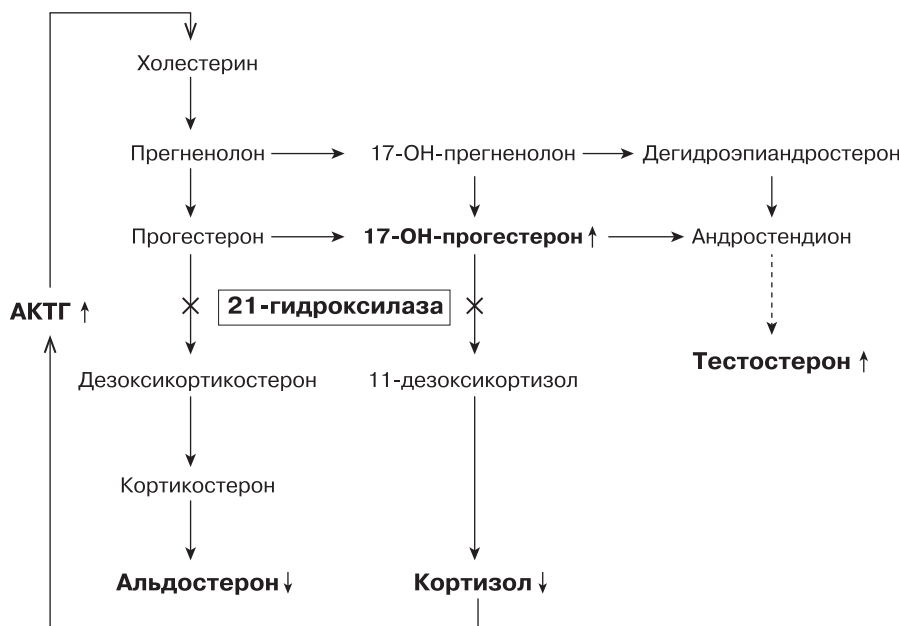 Холестерин
Прегненолон 17-ОН-прегненолон Дегидроэпиандростерон
Прогестерон 17-ОН-прогестерон Андростендион
АКТГ 21-гидроксилаза
Тестостерон
Дезоксикортикостерон 11-дезоксикортизол
Кортикостерон
Альдостерон Кортизол